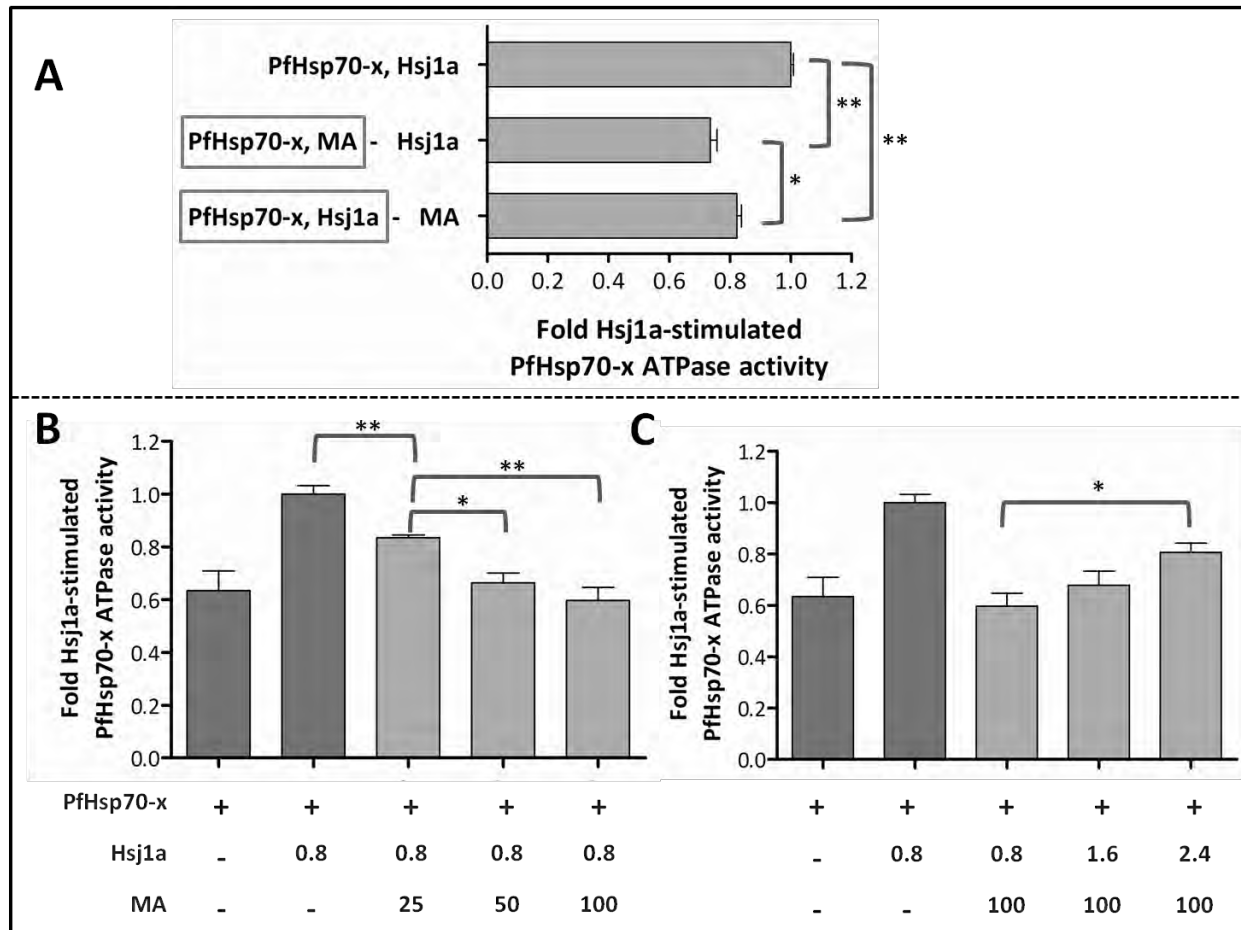 A
PfHsp70-x, Hsj1a
PfHsp70-x, MA - Hsj1a
PfHsp70-x, Hsj1a - MA
**
**
*
0.0 0.2 0.4 0.6 0.8 1.0 1.2
Fold Hsj1a-stimulated
PfHsp70-x ATPase activity
B
Fold Hsj1a-stimulated
PfHsp70-x ATPase activity
1.2
1.0
0.8
0.6
0.4
0.2
0.0
**
**
*
C
Fold Hsj1a-stimulated
PfHsp70-x ATPase activity
1.2
1.0
0.8
0.6
0.4
0.2
0.0
*
PfHsp70-x + + + + + + + + + +
Hsj1a - 0.8 0.8 0.8 0.8 - 0.8 0.8 1.6 2.4
MA - - 25 50 100 - - 100 100 100